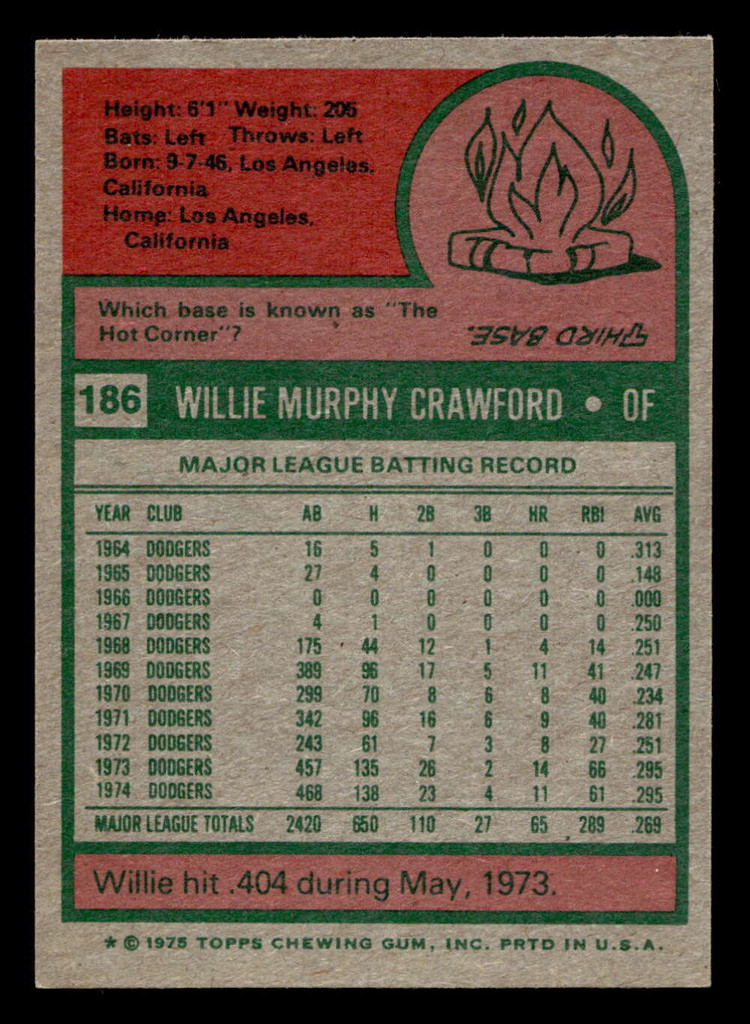 Height: 6'1" Weight: 205
Bats: Left Throws: Left
Born: 9-7-46, Los Angeles,
California
Home: Los Angeles,
California
Which base is known as "The
Hot Corner"?
THIRD BASE.
186 WILLIE MURPHY CRAWFORD • OF
MAJOR LEAGUE BATTING RECORD
YEAR CLUB AB H 2B 3B HR RBI AVG
1964 DODGERS 16 5 1 0 0 0 .313
1965 DODGERS 27 4 0 0 0 0 .148
1966 DODGERS 0 0 0 0 0 0 .000
1967 DODGERS 4 1 0 0 0 0 .250
1968 DODGERS 175 44 12 1 4 14 .251
1969 DODGERS 389 96 17 5 11 41 .247
1970 DODGERS 299 70 8 6 8 40 .234
1971 DODGERS 342 96 16 6 9 40 .281
1972 DODGERS 243 61 7 3 8 27 .251
1973 DODGERS 457 135 26 2 14 66 .295
1974 DODGERS 468 138 23 4 11 61 .295
MAJOR LEAGUE TOTALS 2420 650 110 27 65 289 .269
Willie hit .404 during May, 1973.
* © 1975 TOPPS CHEWING GUM, INC. PRTD IN U.S.A.